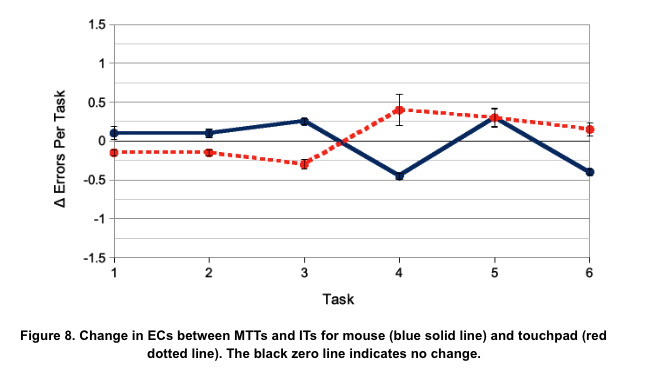 1.5
1
0.5
0
-0.5
-1
-1.5
Δ Errors Per Task
1 2 3 4 5 6
Task
Figure 8. Change in ECs between MTTs and ITs for mouse (blue solid line) and touchpad (red
dotted line). The black zero line indicates no change.